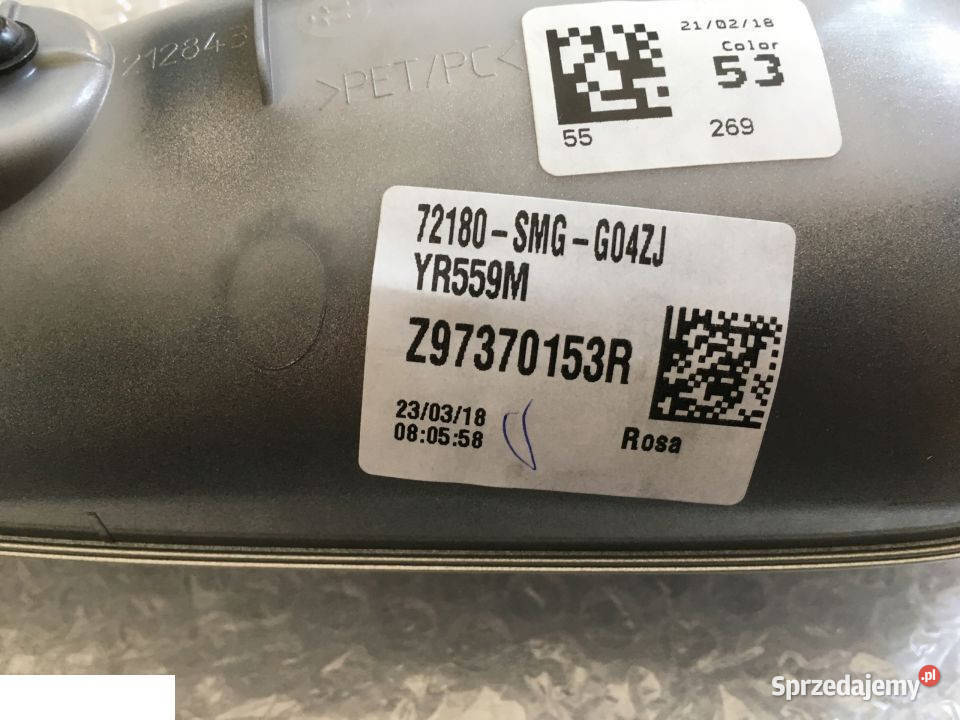 212843
>PET/PC<
21/02/18
Color
53
55
269
72180-SMG-G04ZJ
YR559M
Z97370153R
23/03/18
08:05:58
Rosa
Sprzedajemy.pl